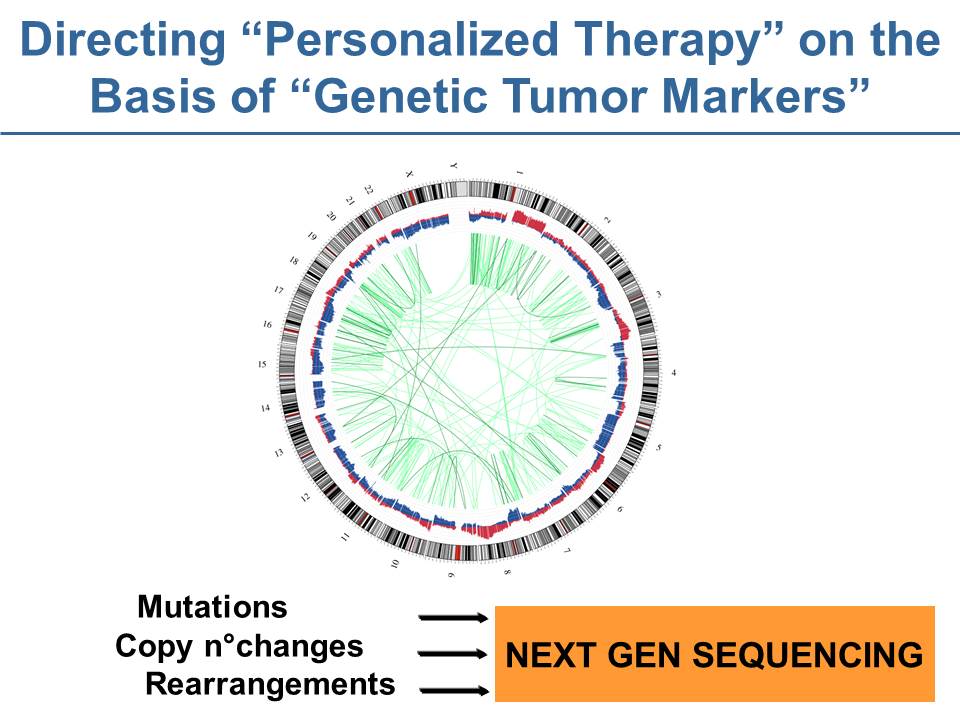 Directing “Personalized Therapy” on the
Basis of “Genetic Tumor Markers”
Y
1
2
3
4
5
6
7
8
9
10
11
12
13
14
15
16
17
18
19
20
21
22
X
Mutations
Copy n°changes
Rearrangements
NEXT GEN SEQUENCING